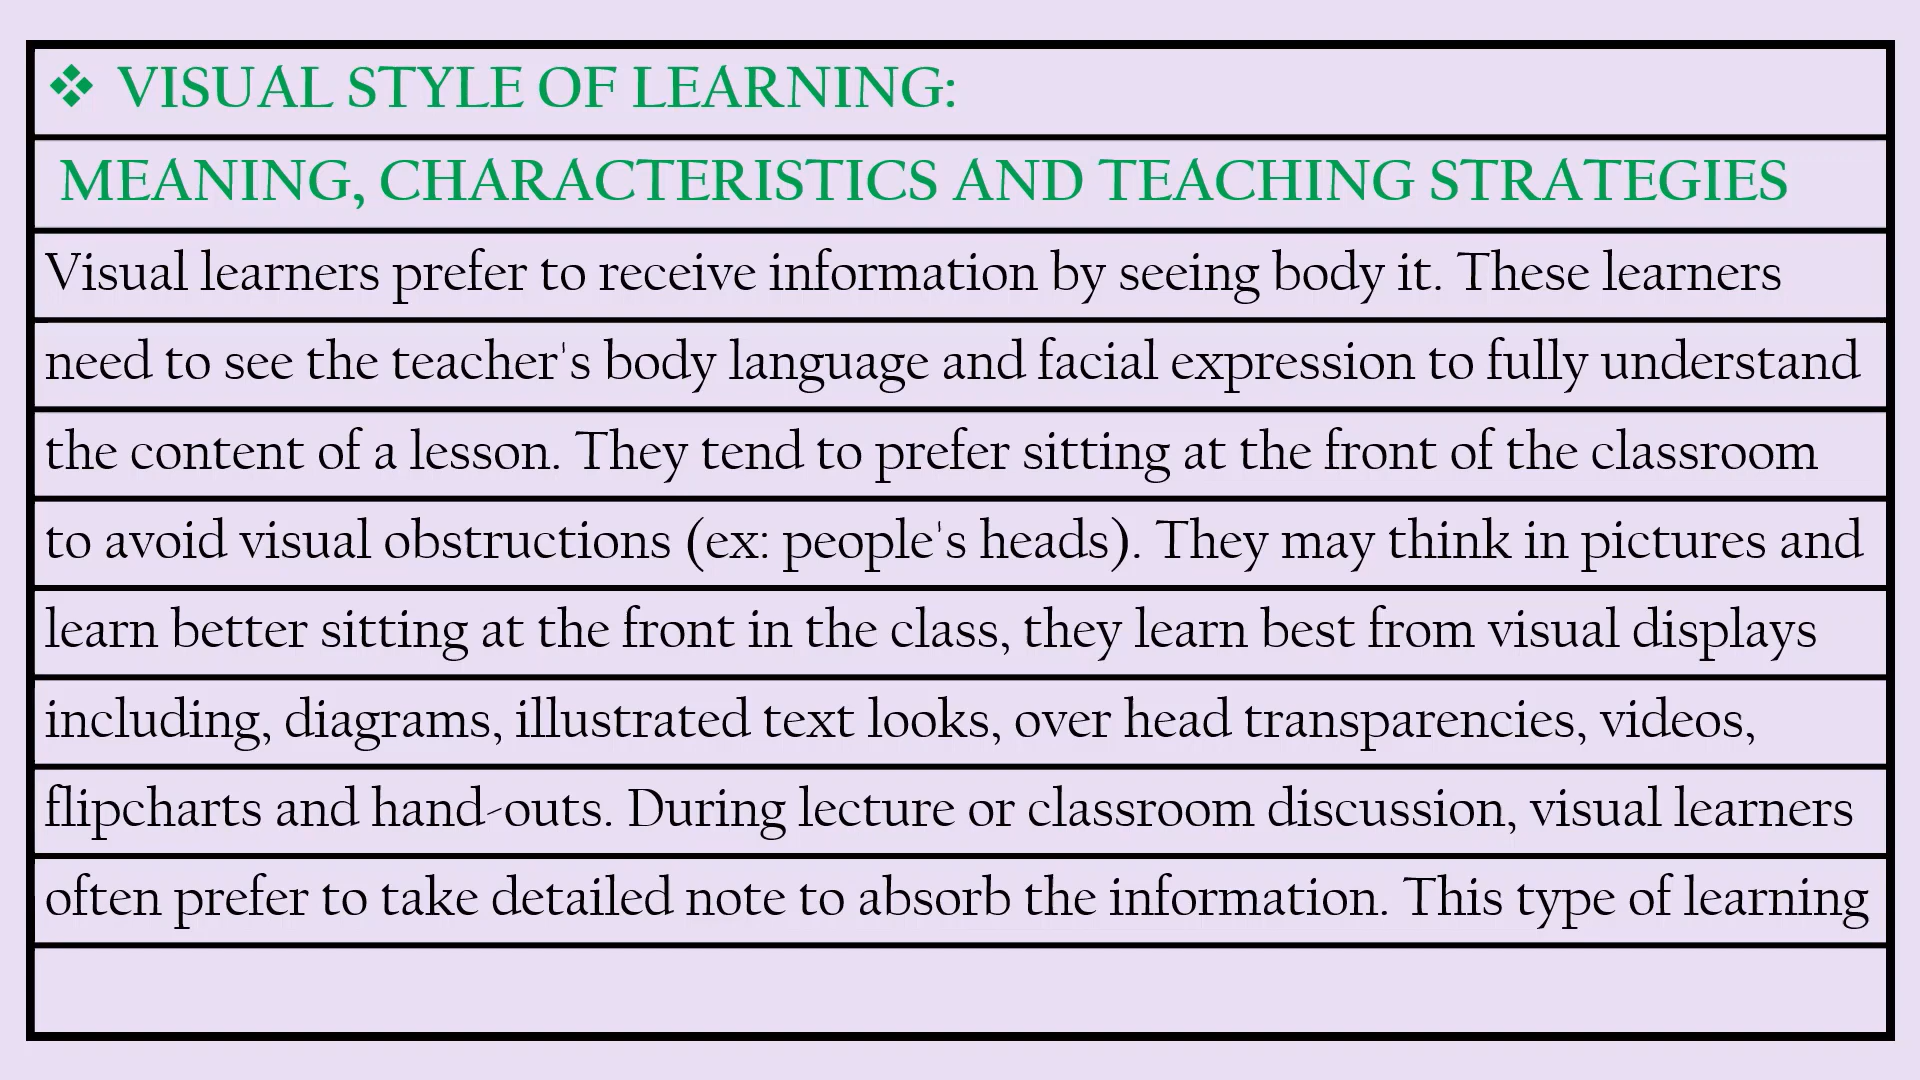 ❖ VISUAL STYLE OF LEARNING:
MEANING, CHARACTERISTICS AND TEACHING STRATEGIES
Visual learners prefer to receive information by seeing body it. These learners
need to see the teacher's body language and facial expression to fully understand
the content of a lesson. They tend to prefer sitting at the front of the classroom
to avoid visual obstructions (ex: people's heads). They may think in pictures and
learn better sitting at the front in the class, they learn best from visual displays
including, diagrams, illustrated text looks, over head transparencies, videos,
flipcharts and hand-outs. During lecture or classroom discussion, visual learners
often prefer to take detailed note to absorb the information. This type of learning